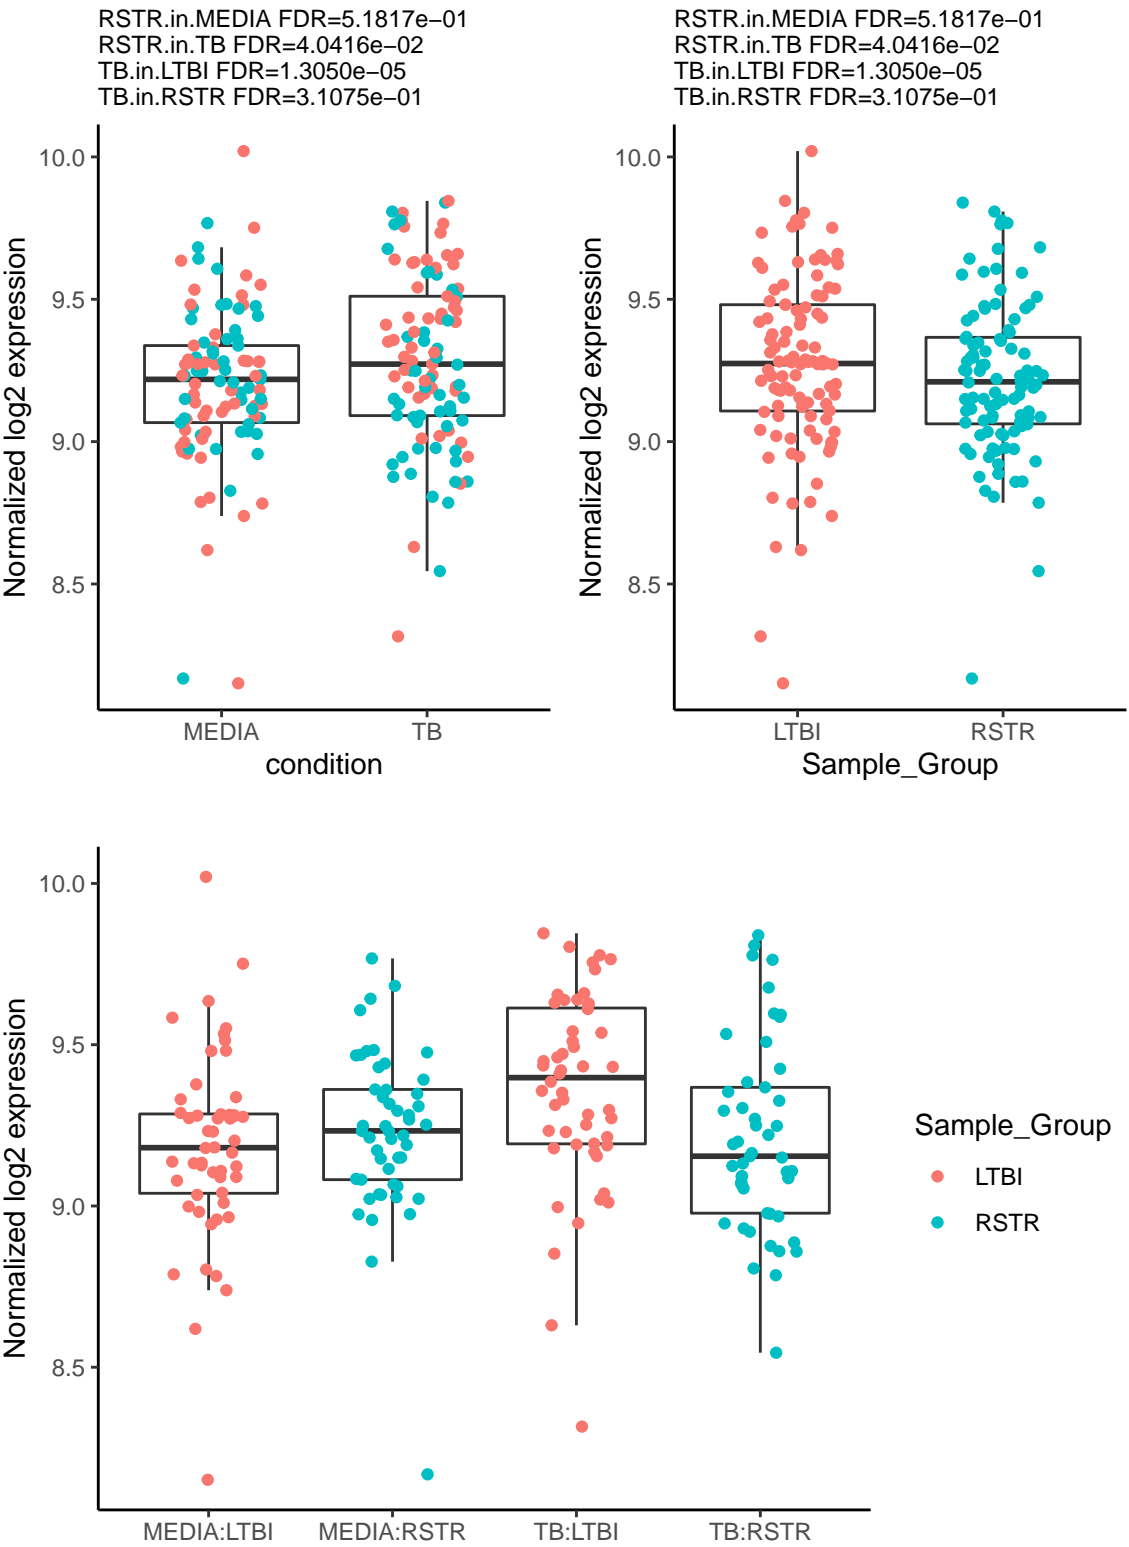 RSTR.in.MEDIA FDR=5.1817e−01
RSTR.in.TB FDR=4.0416e−02
TB.in.LTBI FDR=1.3050e−05
TB.in.RSTR FDR=3.1075e−01
Normalized log2 expression
10.0
9.5
9.0
8.5
MEDIA TB
condition
RSTR.in.MEDIA FDR=5.1817e−01
RSTR.in.TB FDR=4.0416e−02
TB.in.LTBI FDR=1.3050e−05
TB.in.RSTR FDR=3.1075e−01
Normalized log2 expression
10.0
9.5
9.0
8.5
LTBI RSTR
Sample_Group
Normalized log2 expression
10.0
9.5
9.0
8.5
MEDIA:LTBI MEDIA:RSTR TB:LTBI TB:RSTR
Sample_Group
LTBI
RSTR